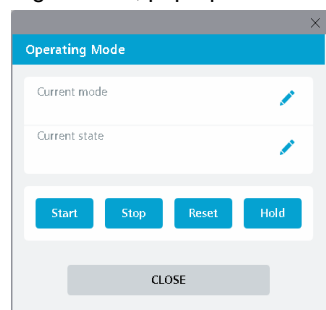 Operating Mode
Current mode
Current state
Start Stop Reset Hold
CLOSE